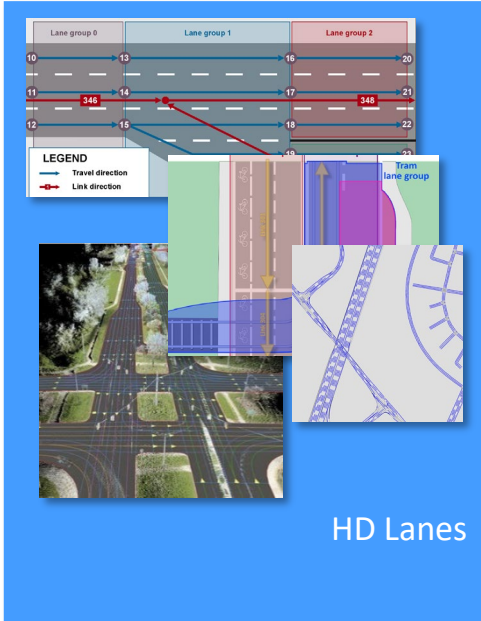 Lane group 0 Lane group 1 Lane group 2
10 13 16 20
11 14 17 21
346 348
12 15 18 22
LEGEND
Travel direction
Link direction
Tram
lane group
HD Lanes